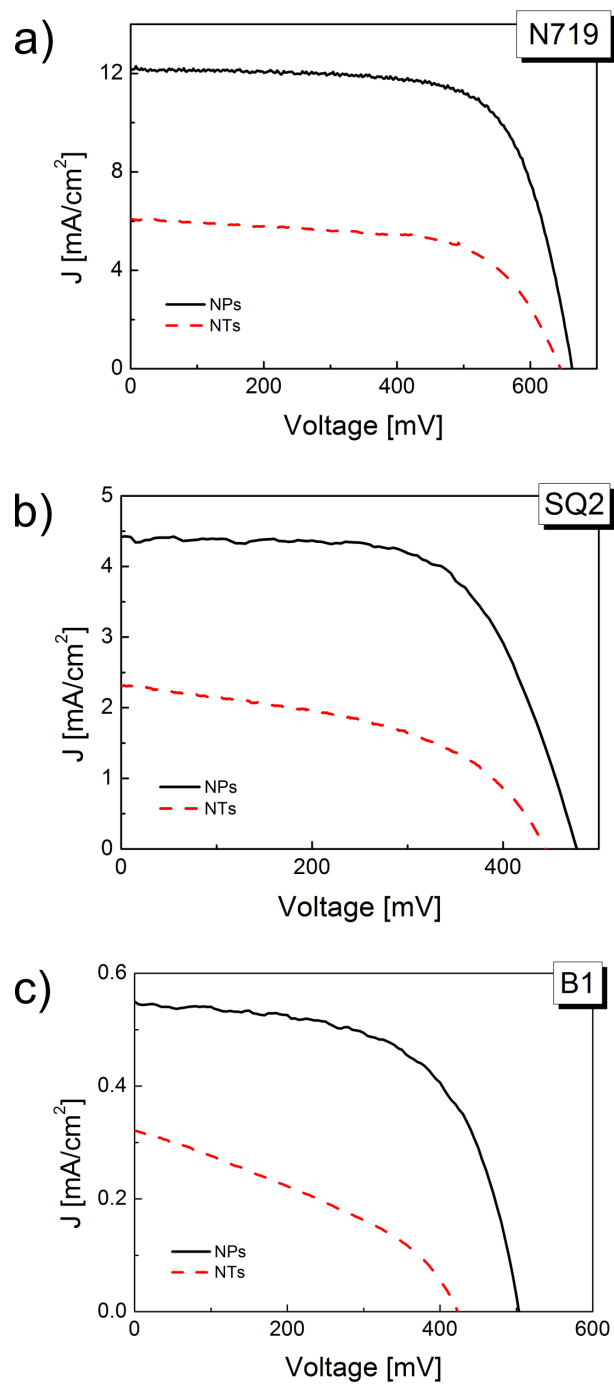 a)
N719
12
8
4
0
J [mA/cm²]
NPs
NTs
0 200 400 600
Voltage [mV]
b)
SQ2
5
4
3
2
1
0
J [mA/cm²]
NPs
NTs
0 200 400
Voltage [mV]
c)
B1
0.6
0.4
0.2
0.0
J [mA/cm²]
NPs
NTs
0 200 400 600
Voltage [mV]